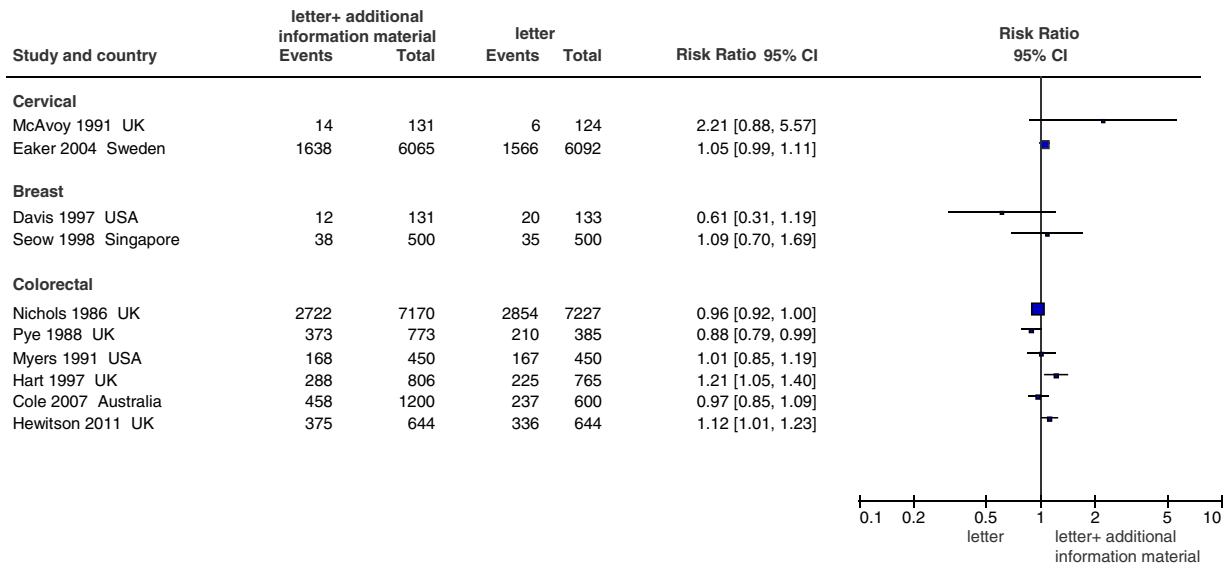 letter+ additional
information material letter Risk Ratio
Study and country Events Total Events Total Risk Ratio 95% CI 95% CI
Cervical
McAvoy 1991 UK 14 131 6 124 2.21 [0.88, 5.57]
Eaker 2004 Sweden 1638 6065 1566 6092 1.05 [0.99, 1.11]
Breast
Davis 1997 USA 12 131 20 133 0.61 [0.31, 1.19]
Seow 1998 Singapore 38 500 35 500 1.09 [0.70, 1.69]
Colorectal
Nichols 1986 UK 2722 7170 2854 7227 0.96 [0.92, 1.00]
Pye 1988 UK 373 773 210 385 0.88 [0.79, 0.99]
Myers 1991 USA 168 450 167 450 1.01 [0.85, 1.19]
Hart 1997 UK 288 806 225 765 1.21 [1.05, 1.40]
Cole 2007 Australia 458 1200 237 600 0.97 [0.85, 1.09]
Hewitson 2011 UK 375 644 336 644 1.12 [1.01, 1.23]
0.1 0.2 0.5 1 2 5 10
letter letter+ additional
information material